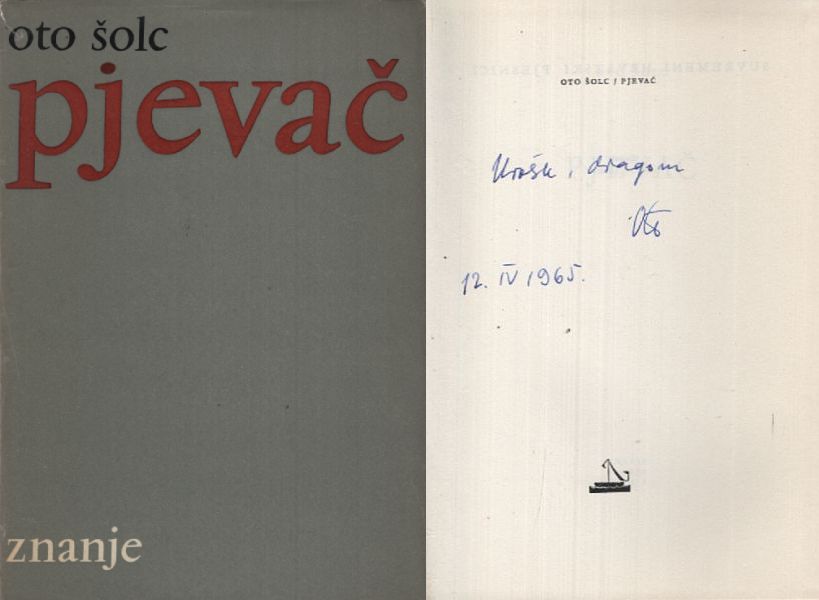 oto šolc
pjevač
znanje
OTO ŠOLC / PJEVAČ
dragom
Oto
12. IV 1965.